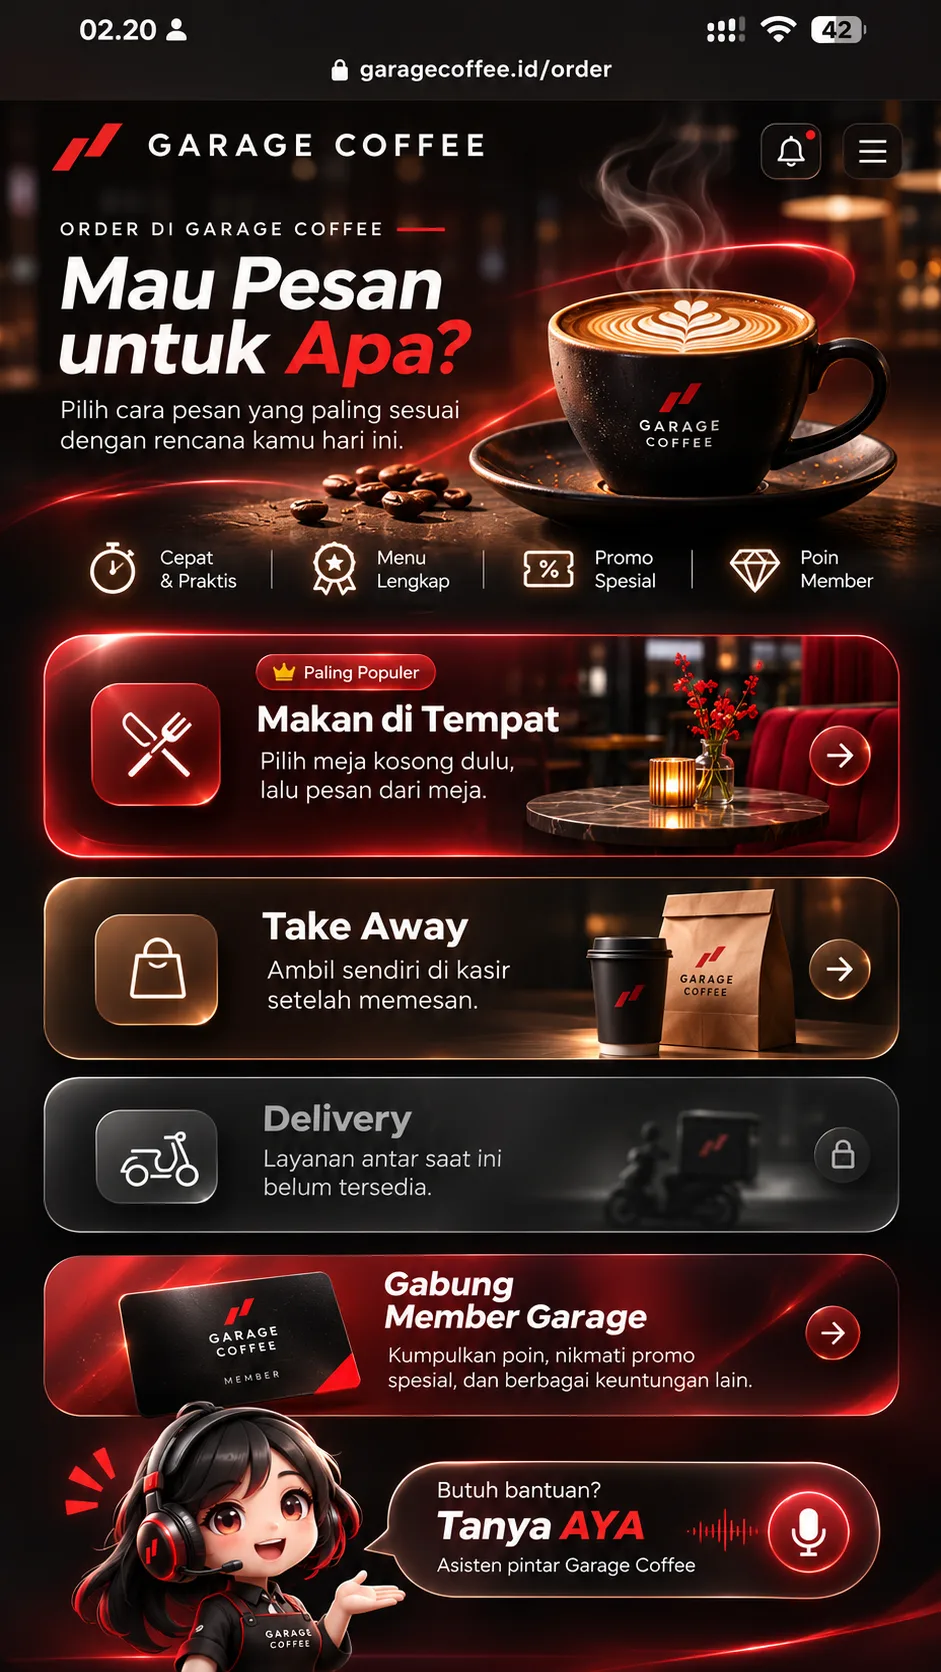 02.20
42
garagecoffee.id/order
GARAGE COFFEE
ORDER DI GARAGE COFFEE
Mau Pesan
untuk Apa?
Pilih cara pesan yang paling sesuai
dengan rencana kamu hari ini.
GARAGE
COFFEE
Cepat
& Praktis
Menu
Lengkap
%
Promo
Spesial
Poin
Member
Paling Populer
Makan di Tempat
Pilih meja kosong dulu,
lalu pesan dari meja.
Take Away
Ambil sendiri di kasir
setelah memesan.
GARAGE
COFFEE
Delivery
Layanan antar saat ini
belum tersedia.
GARAGE
COFFEE
MEMBER
Gabung
Member Garage
Kumpulkan poin, nikmati promo
spesial, dan berbagai keuntungan lain.
Butuh bantuan?
Tanya AYA
Asisten pintar Garage Coffee
GARAGE
COFFEE